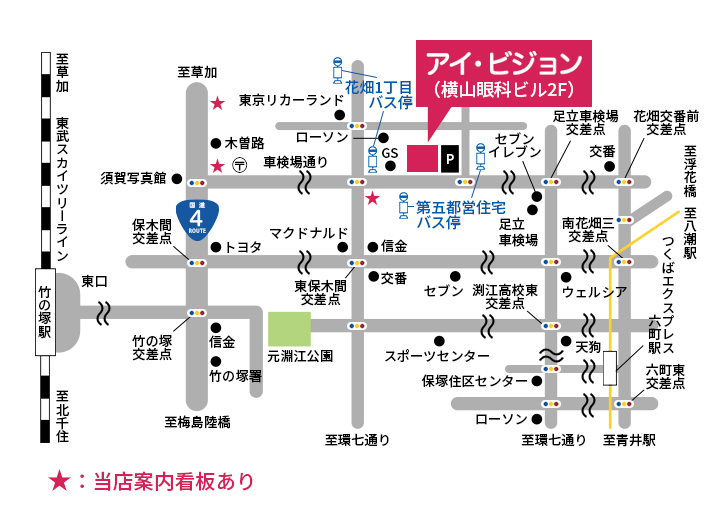 アイ・ビジョン
（横山眼科ビル2F）
至草加
至草加
花畑1丁目
バス停
東京リカーランド
ローソン
木曽路
車検場通り
GS
P
セブン
イレブン
足立車検場
交差点
花畑交番前
交差点
交番
至浮花橋
至八潮駅
東武スカイツリーライン
須賀写真館
〒
国道
4
ROUTE
第五都営住宅
バス停
足立
車検場
南花畑三
交差点
つくばエクスプレス
保木間
交差点
トヨタ
マクドナルド
信金
交番
東保木間
交差点
セブン
渕江高校東
交差点
ウェルシア
東口
竹の塚駅
竹の塚
交差点
信金
竹の塚署
元淵江公園
スポーツセンター
天狗
六町駅
六町東
交差点
保塚住区センター
ローソン
至北千住
至梅島陸橋
至環七通り
至環七通り
至青井駅
★：当店案内看板あり